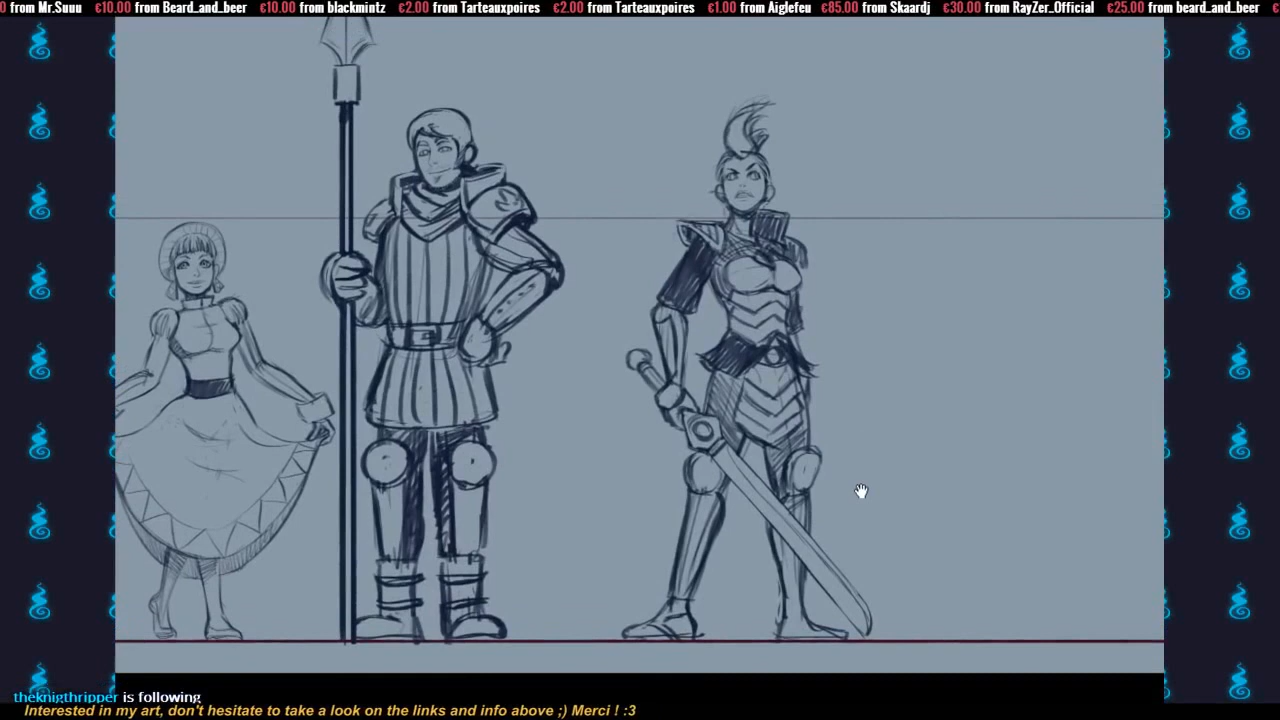 0 from Mr.Suuu €10.00 from Beard_and_beer €10.00 from blackmintz €2.00 from Tarteauxpoires €2.00 from Tarteauxpoires €1.00 from Aiglefeu €85.00 from Skaardj €30.00 from RayZer_Official €25.00 from beard_and_beer €
theknigthripper is following
Interested in my art, don't hesitate to take a look on the links and info above ;) Merci ! :3